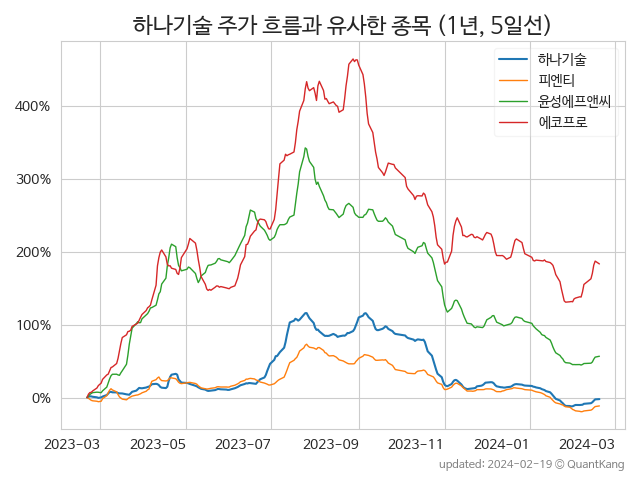 하나기술 주가 흐름과 유사한 종목 (1년, 5일선)
하나기술
피엔티
윤성에프앤씨
에코프로
400%
300%
200%
100%
0%
2023-03 2023-05 2023-07 2023-09 2023-11 2024-01 2024-03
updated: 2024-02-19 © QuantKang